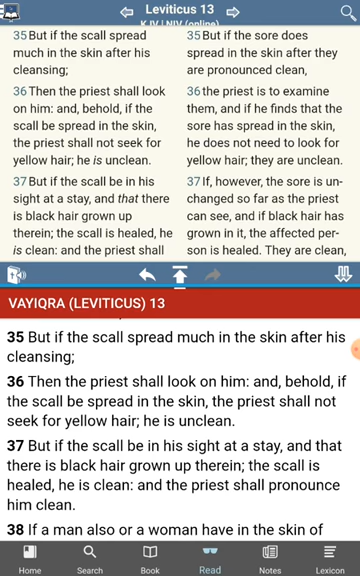 Leviticus 13
KJV | NIV (online)
35 But if the scall spread
much in the skin after his
cleansing;
36 Then the priest shall look
on him: and, behold, if the
scall be spread in the skin,
the priest shall not seek for
yellow hair; he is unclean.
37 But if the scall be in his
sight at a stay, and that there
is black hair grown up
therein; the scall is healed, he
is clean: and the priest shall
35 But if the sore does
spread in the skin after they
are pronounced clean,
36 the priest is to examine
them, and if he finds that the
sore has spread in the skin,
he does not need to look for
yellow hair; they are unclean.
37 If, however, the sore is un-
changed so far as the priest
can see, and if black hair has
grown in it, the affected per-
son is healed. They are clean,
VAYIQRA (LEVITICUS) 13
35 But if the scall spread much in the skin after his
cleansing;
36 Then the priest shall look on him: and, behold, if
the scall be spread in the skin, the priest shall not
seek for yellow hair; he is unclean.
37 But if the scall be in his sight at a stay, and that
there is black hair grown up therein; the scall is
healed, he is clean: and the priest shall pronounce
him clean.
38 If a man also or a woman have in the skin of
Home
Search
Book
Read
Notes
Lexicon